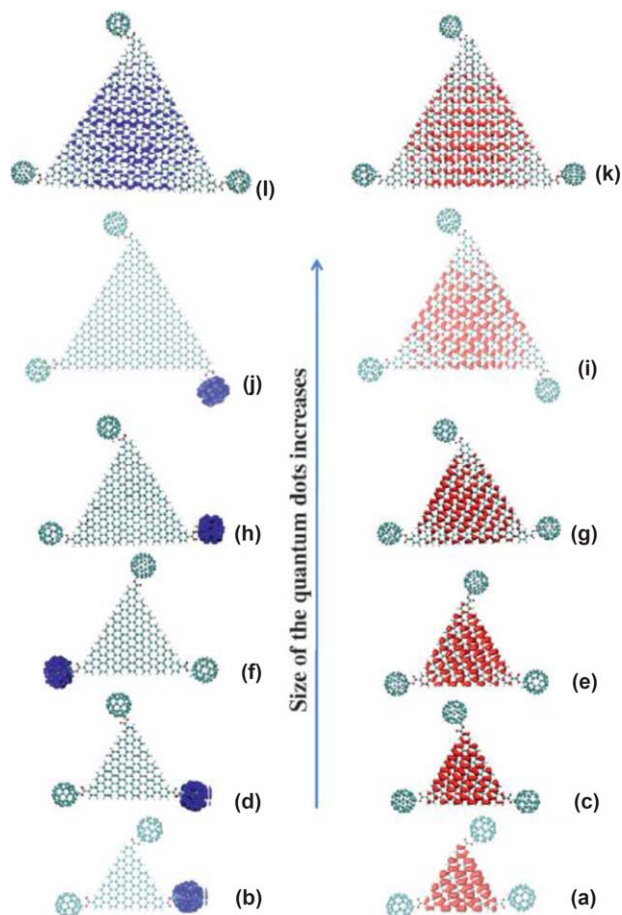 (l)
(k)
(j)
(i)
(h)
(g)
(f)
(e)
(d)
(c)
(b)
(a)
Size of the quantum dots increases